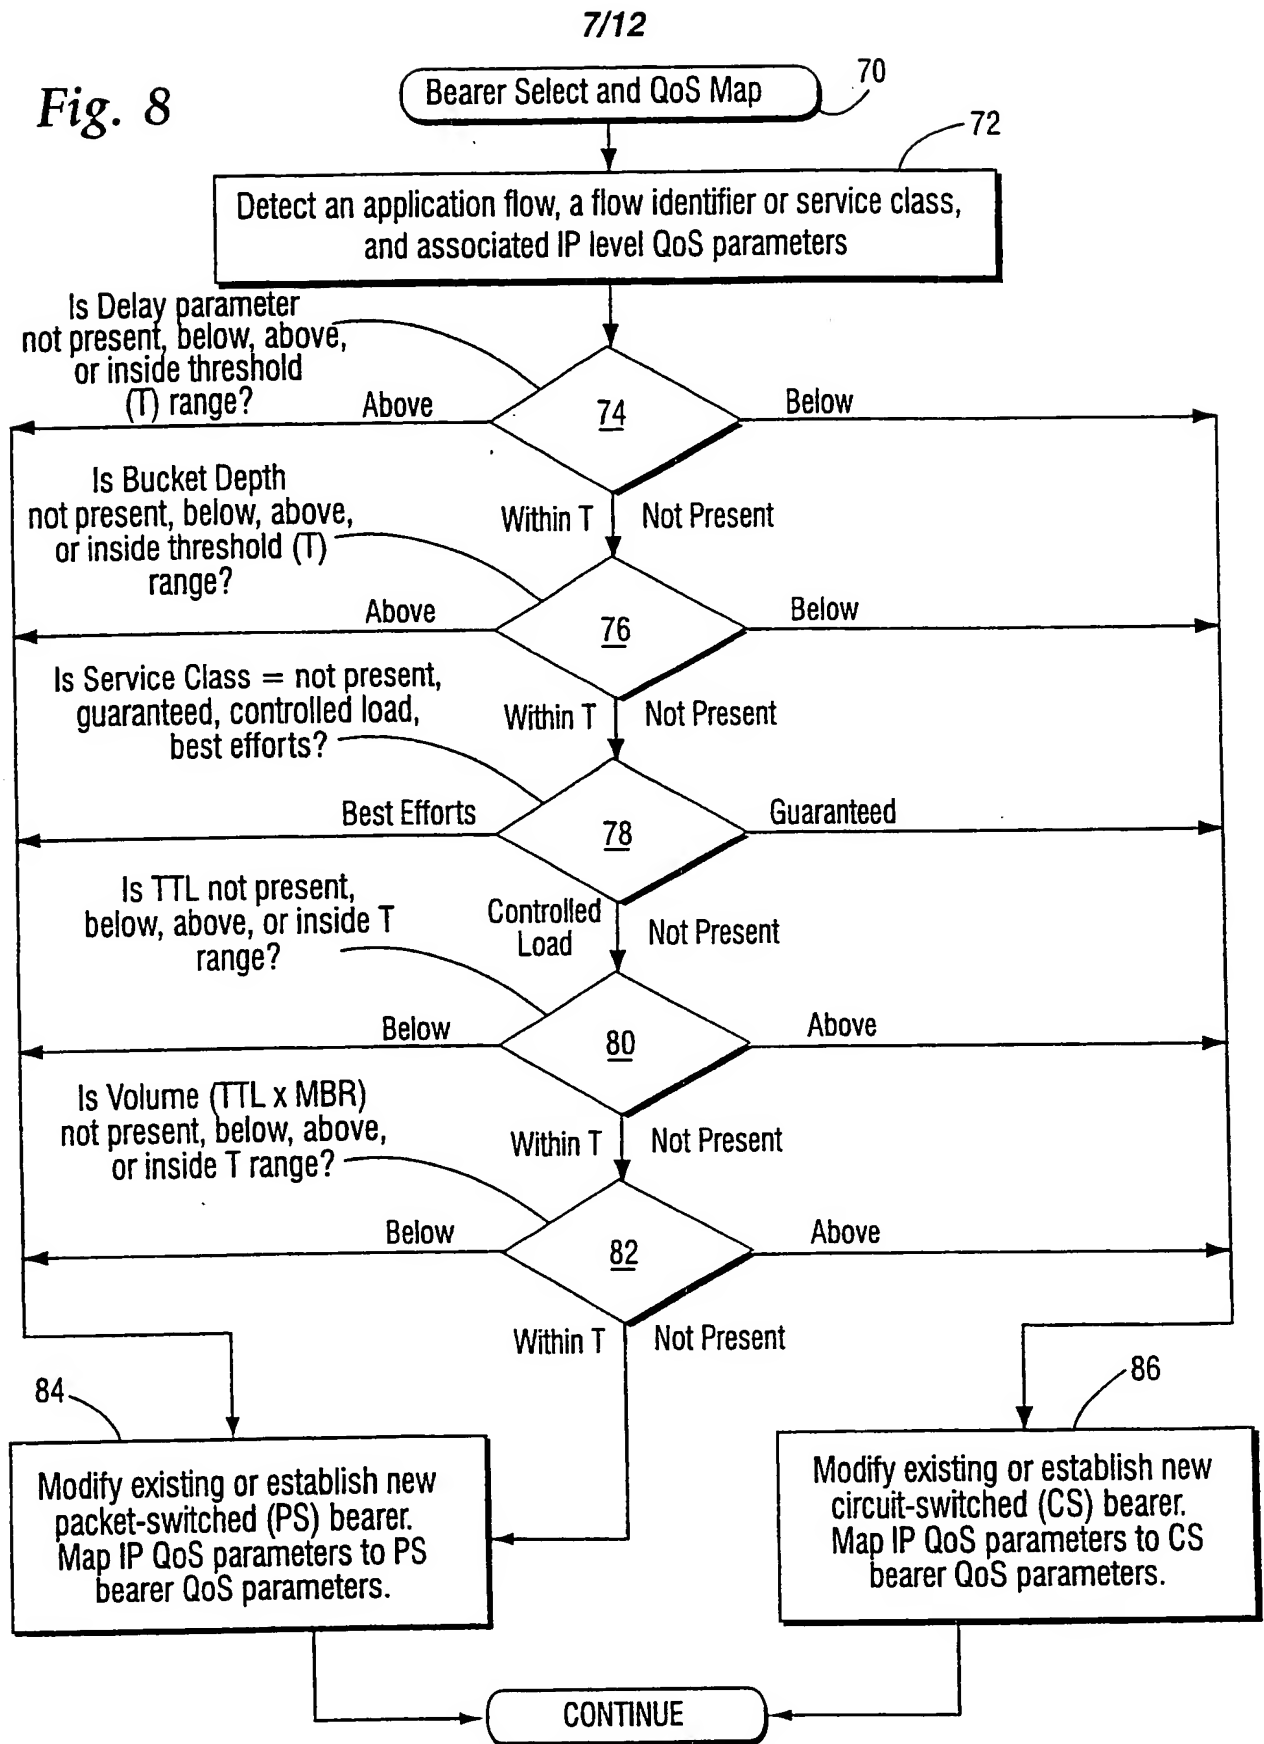 7/12
Fig. 8
Bearer Select and QoS Map
70
72
Detect an application flow, a flow identifier or service class,
and associated IP level QoS parameters
Is Delay parameter
not present, below, above,
or inside threshold
(T) range?
Above
74
Below
Within T
Not Present
Is Bucket Depth
not present, below, above,
or inside threshold (T)
range?
Above
76
Below
Within T
Not Present
Is Service Class = not present,
guaranteed, controlled load,
best efforts?
Best Efforts
78
Guaranteed
Controlled
Load
Not Present
Is TTL not present,
below, above, or inside T
range?
Below
80
Above
Within T
Not Present
Is Volume (TTL x MBR)
not present, below, above,
or inside T range?
Below
82
Above
Within T
Not Present
84
Modify existing or establish new
packet-switched (PS) bearer.
Map IP QoS parameters to PS
bearer QoS parameters.
86
Modify existing or establish new
circuit-switched (CS) bearer.
Map IP QoS parameters to CS
bearer QoS parameters.
CONTINUE